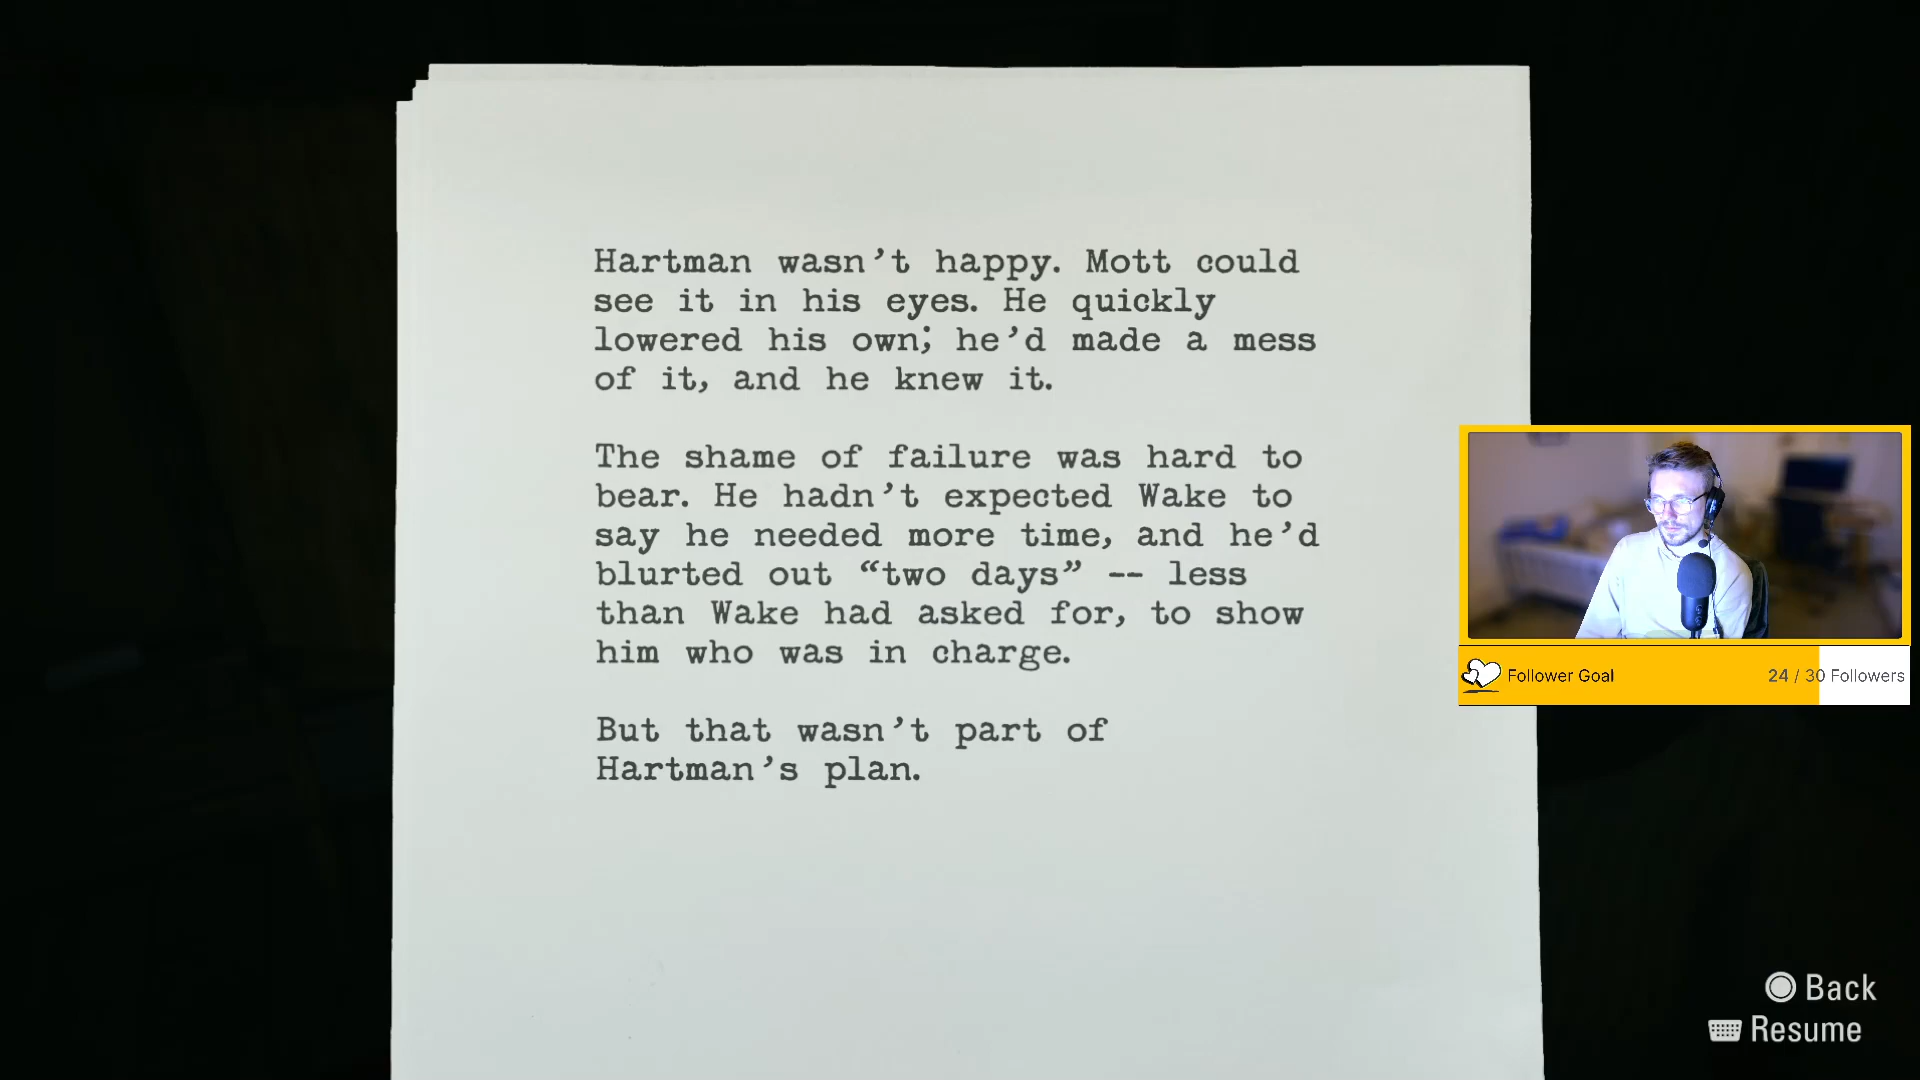 Hartman wasn’t happy. Mott could
see it in his eyes. He quickly
lowered his own; he’d made a mess
of it, and he knew it.
The shame of failure was hard to
bear. He hadn’t expected Wake to
say he needed more time, and he’d
blurted out “two days” -- less
than Wake had asked for, to show
him who was in charge.
But that wasn’t part of
Hartman’s plan.
Follower Goal
24 / 30 Followers
Back
Resume